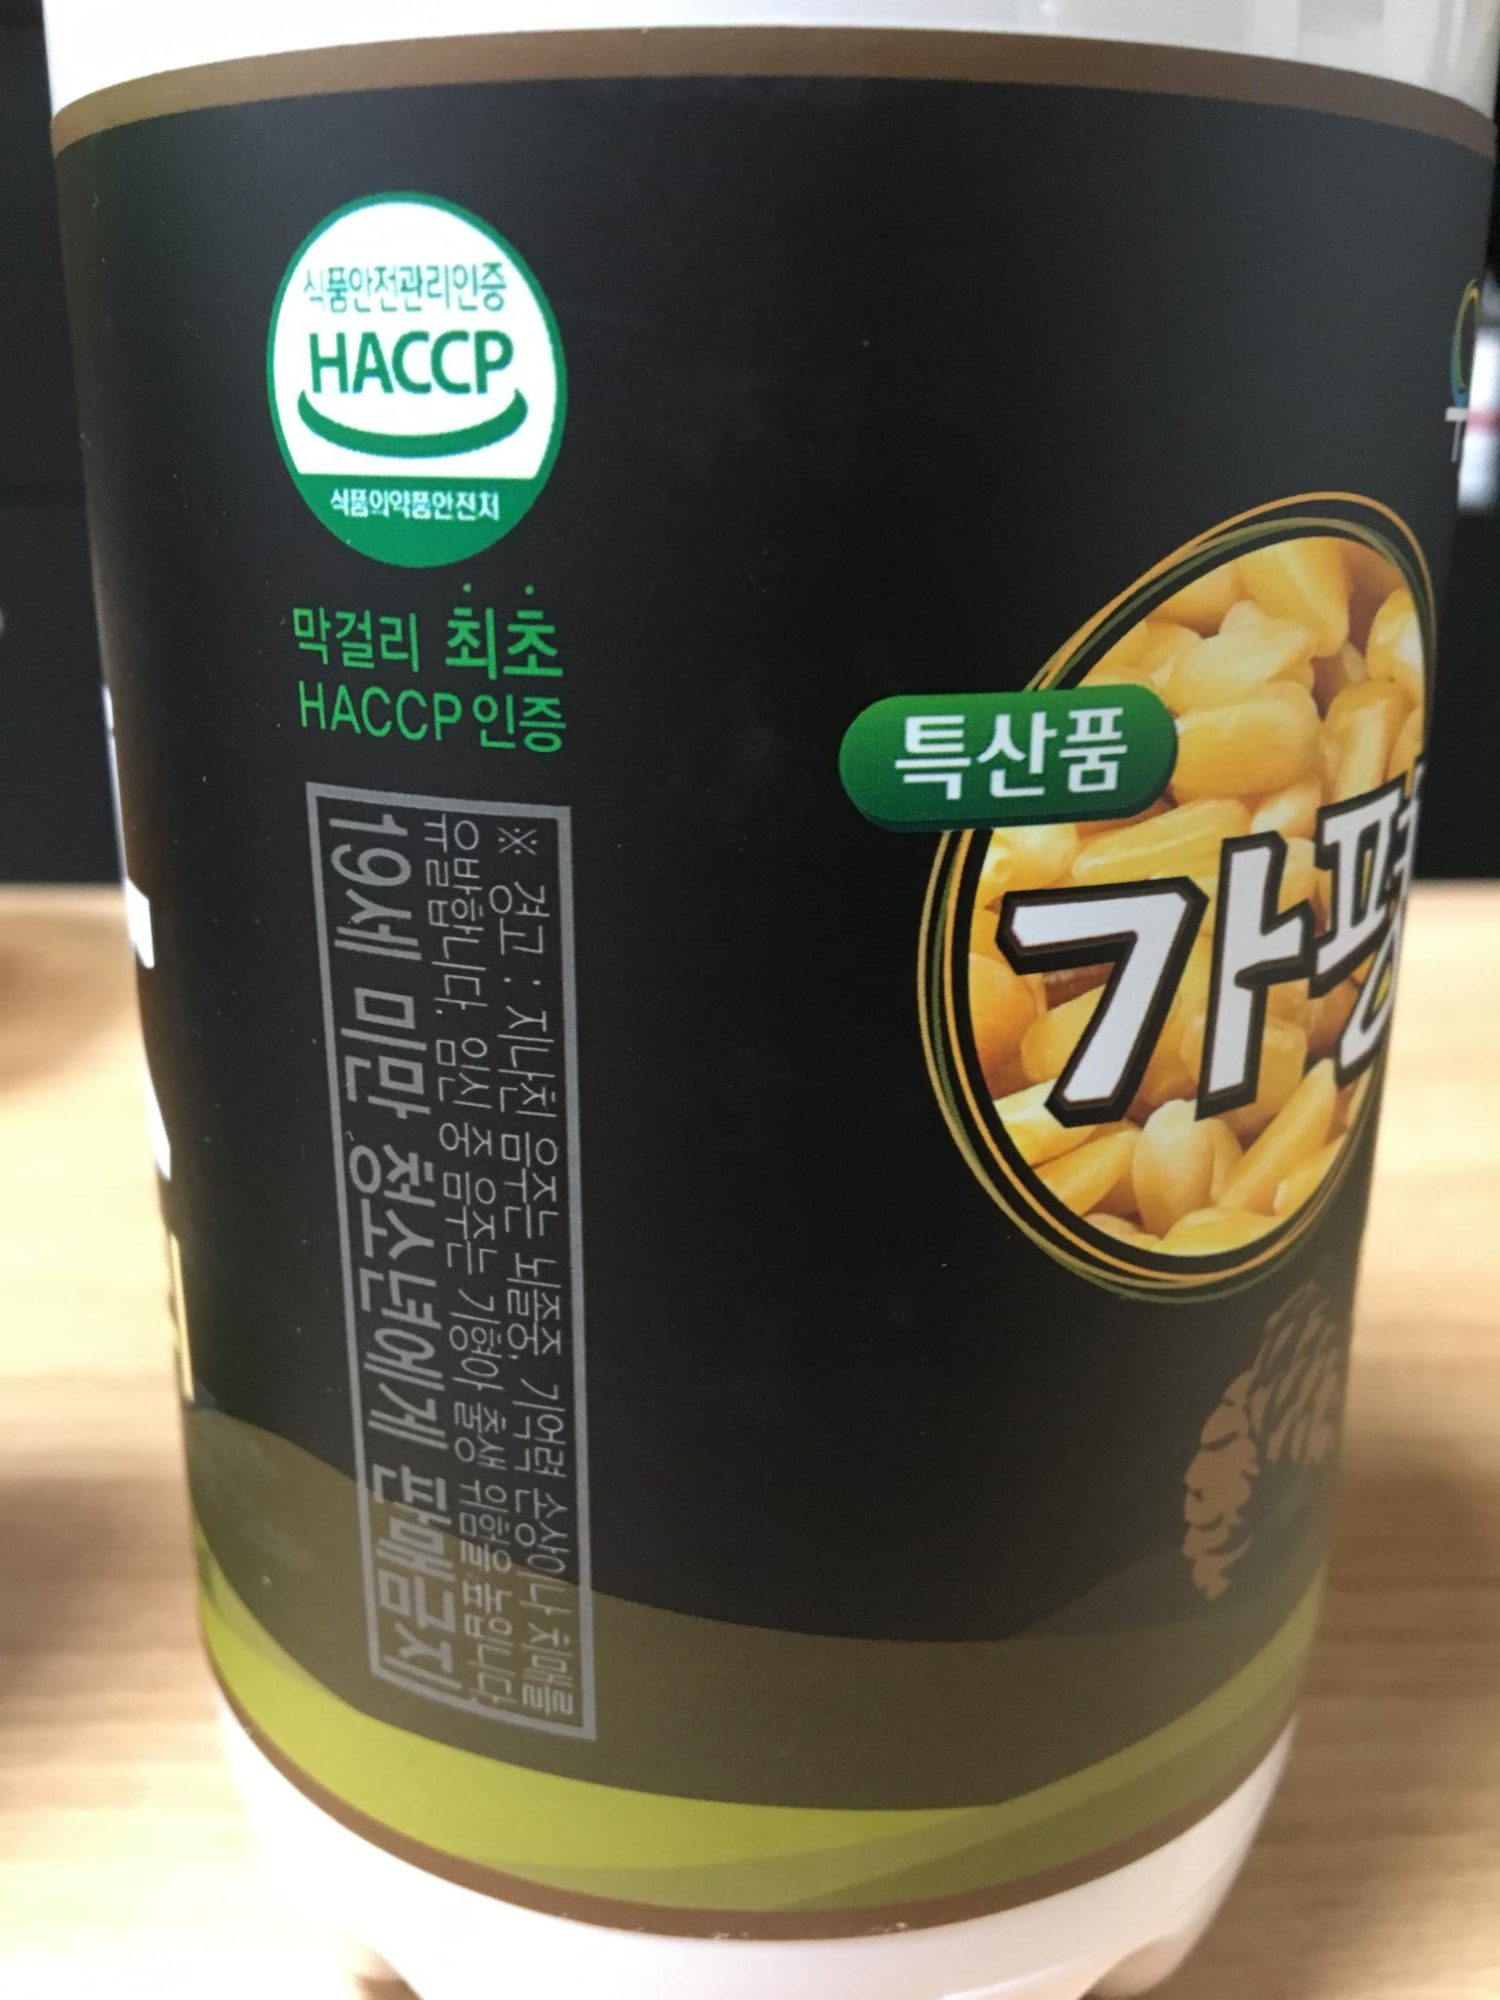 식품안전관리인증
HACCP
식품의약품안전처
막걸리 최초
HACCP인증
※ 경고 : 지나친 음주는 뇌졸중, 기억력 손상이나 치매를
유발합니다. 임신 중 음주는 기형아 출생 위험을 높입니다.
19세 미만 청소년에게 판매금지
특산품
가평